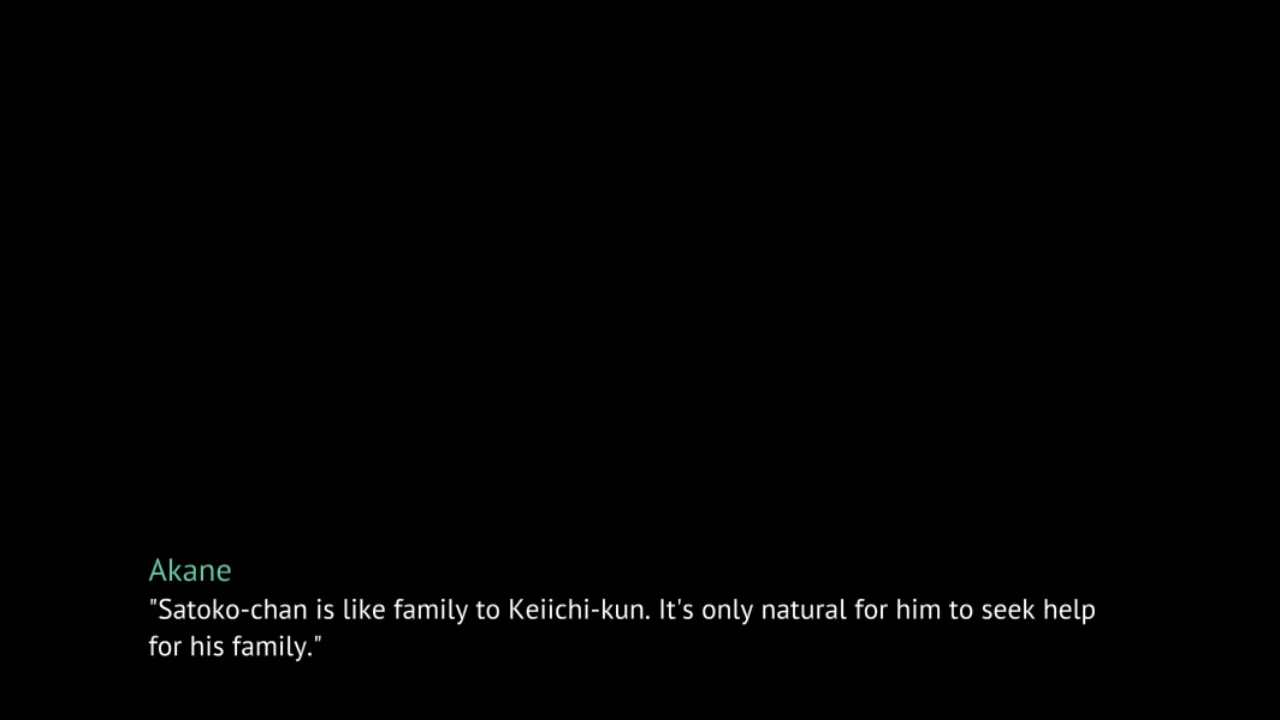 Akane
"Satoko-chan is like family to Keiichi-kun. It's only natural for him to seek help
for his family."